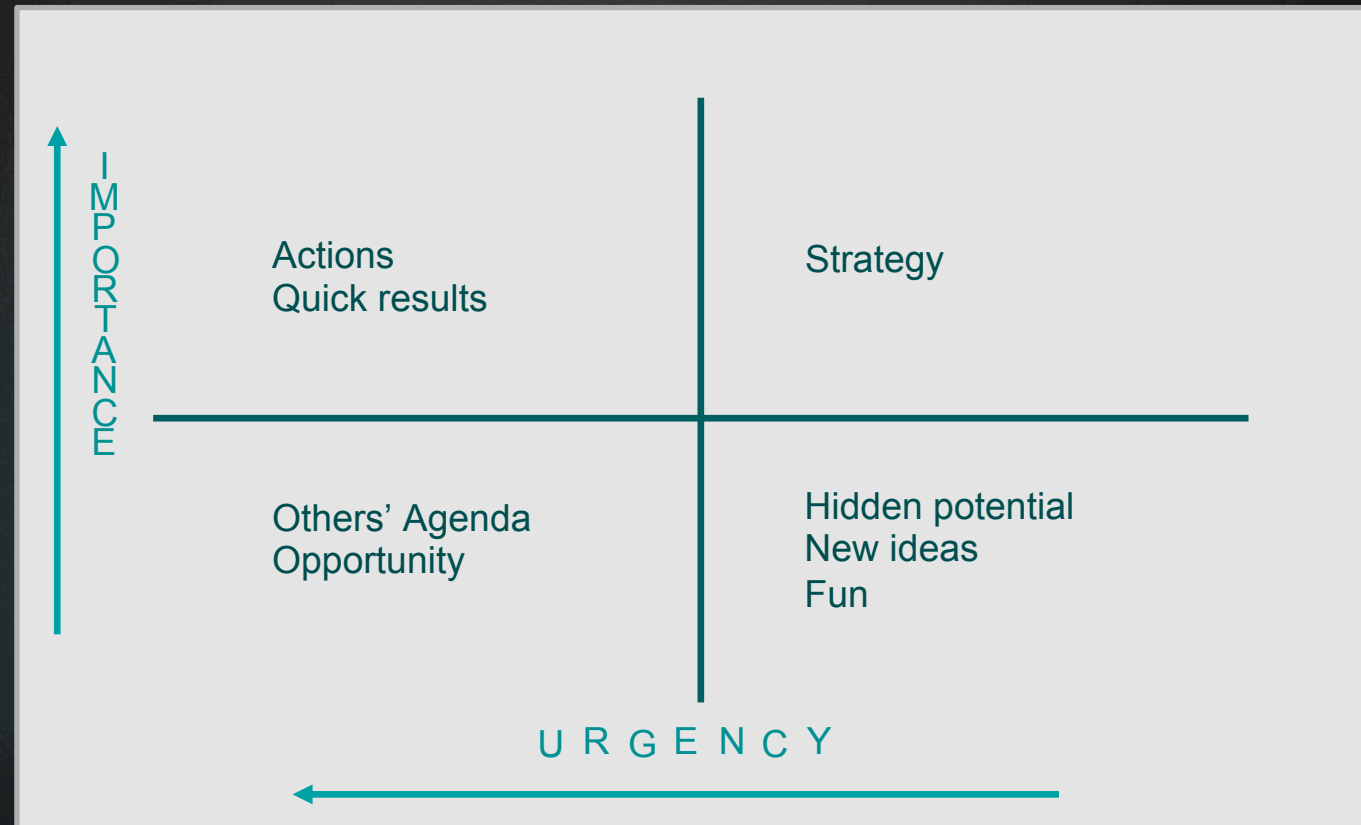 IMPORTANCE
Actions
Quick results
Strategy
Others’ Agenda
Opportunity
Hidden potential
New ideas
Fun
URGENCY